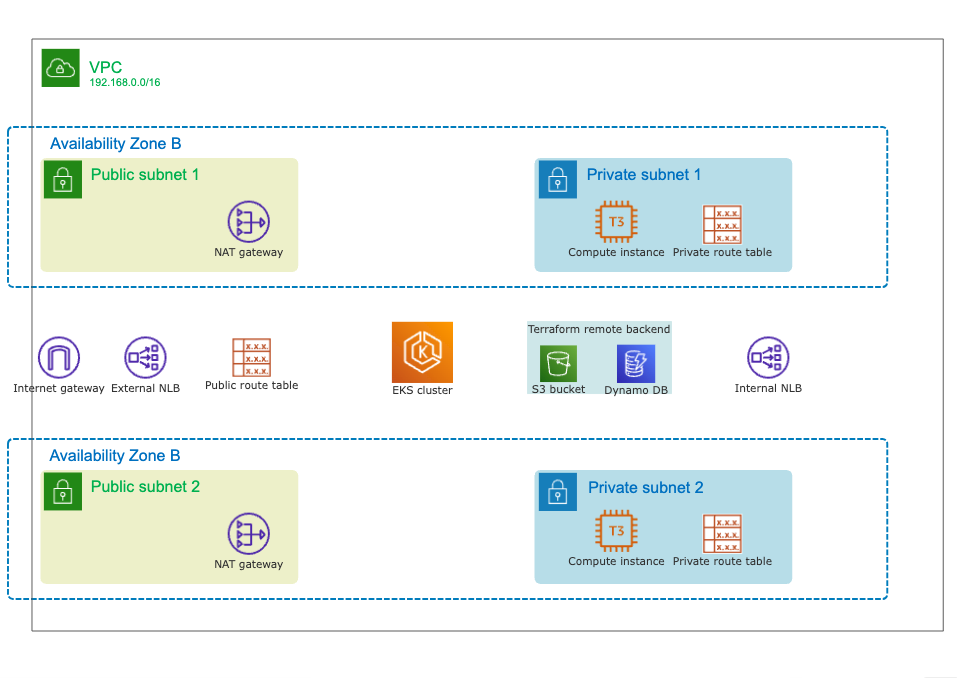 VPC
192.168.0.0/16
Availability Zone B
Public subnet 1
NAT gateway
Private subnet 1
T3
Compute instance
x.x.x.
x.x.x.
x.x.x.
Private route table
Internet gateway
External NLB
x.x.x.
x.x.x.
x.x.x.
Public route table
K
EKS cluster
Terraform remote backend
S3 bucket
Dynamo DB
Internal NLB
Availability Zone B
Public subnet 2
NAT gateway
Private subnet 2
T3
Compute instance
x.x.x.
x.x.x.
x.x.x.
Private route table